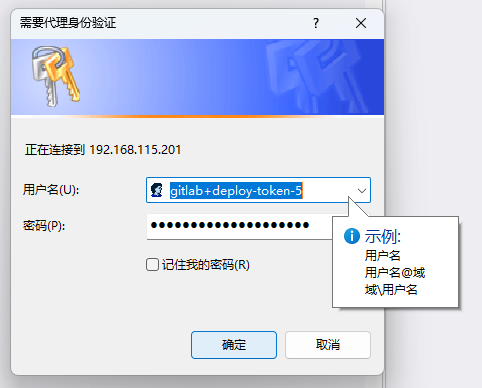 需要代理身份验证
正在连接到 192.168.115.201
用户名(U):
gitlab+deploy-token-5
密码(P):
●●●●●●●●●●●●●●●●●●●●
示例:
用户名
用户名@域
域\用户名
记住我的密码(R)
确定
取消